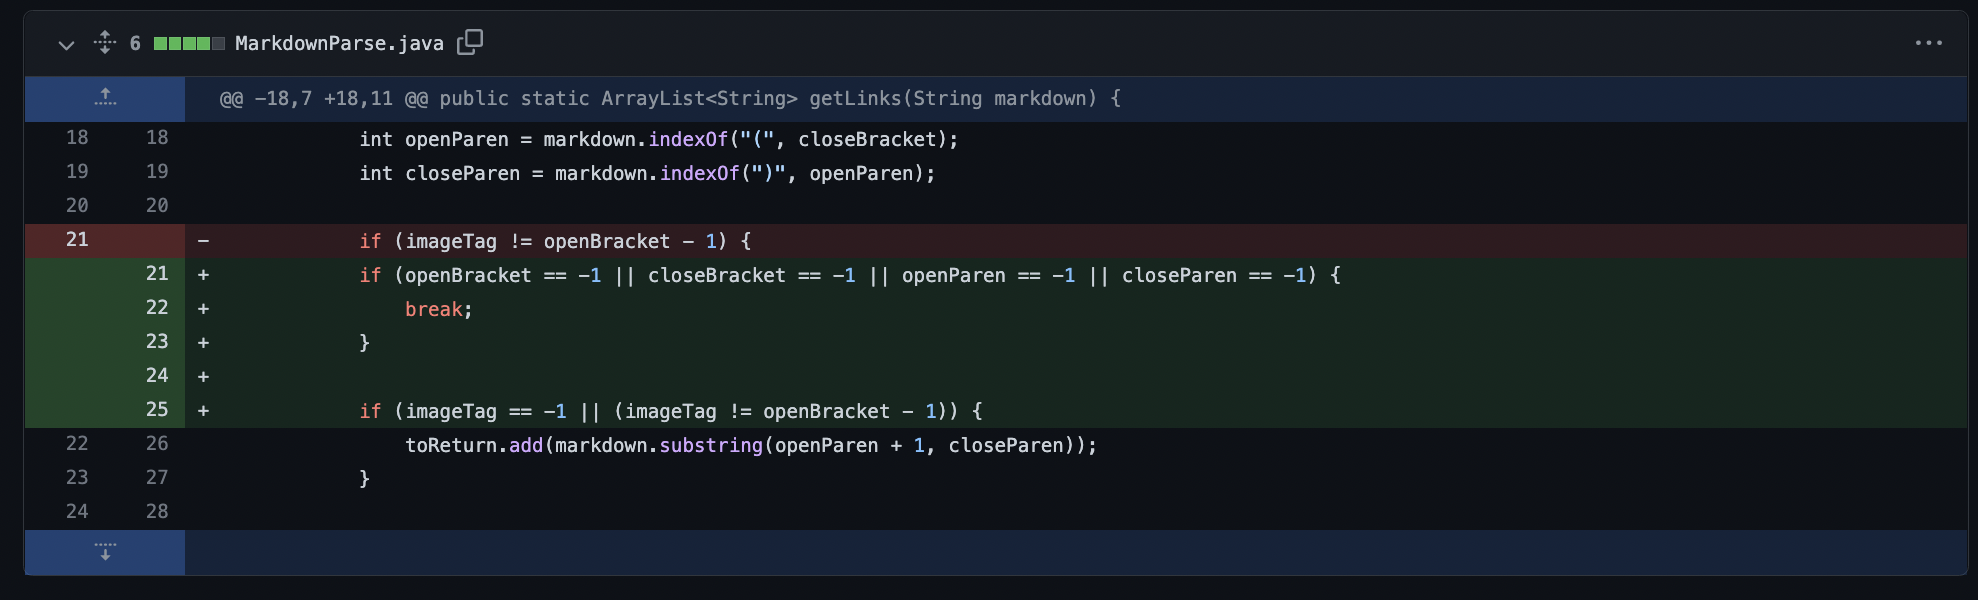 6 MarkdownParse.java
@@ -18,7 +18,11 @@ public static ArrayList<String> getLinks(String markdown) {
18 18 int openParen = markdown.indexOf("(", closeBracket);
19 19 int closeParen = markdown.indexOf(")", openParen);
20 20
21 - if (imageTag != openBracket - 1) {
21 + if (openBracket == -1 || closeBracket == -1 || openParen == -1 || closeParen == -1) {
22 + break;
23 + }
24 +
25 + if (imageTag == -1 || (imageTag != openBracket - 1)) {
22 26 toReturn.add(markdown.substring(openParen + 1, closeParen));
23 27 }
24 28